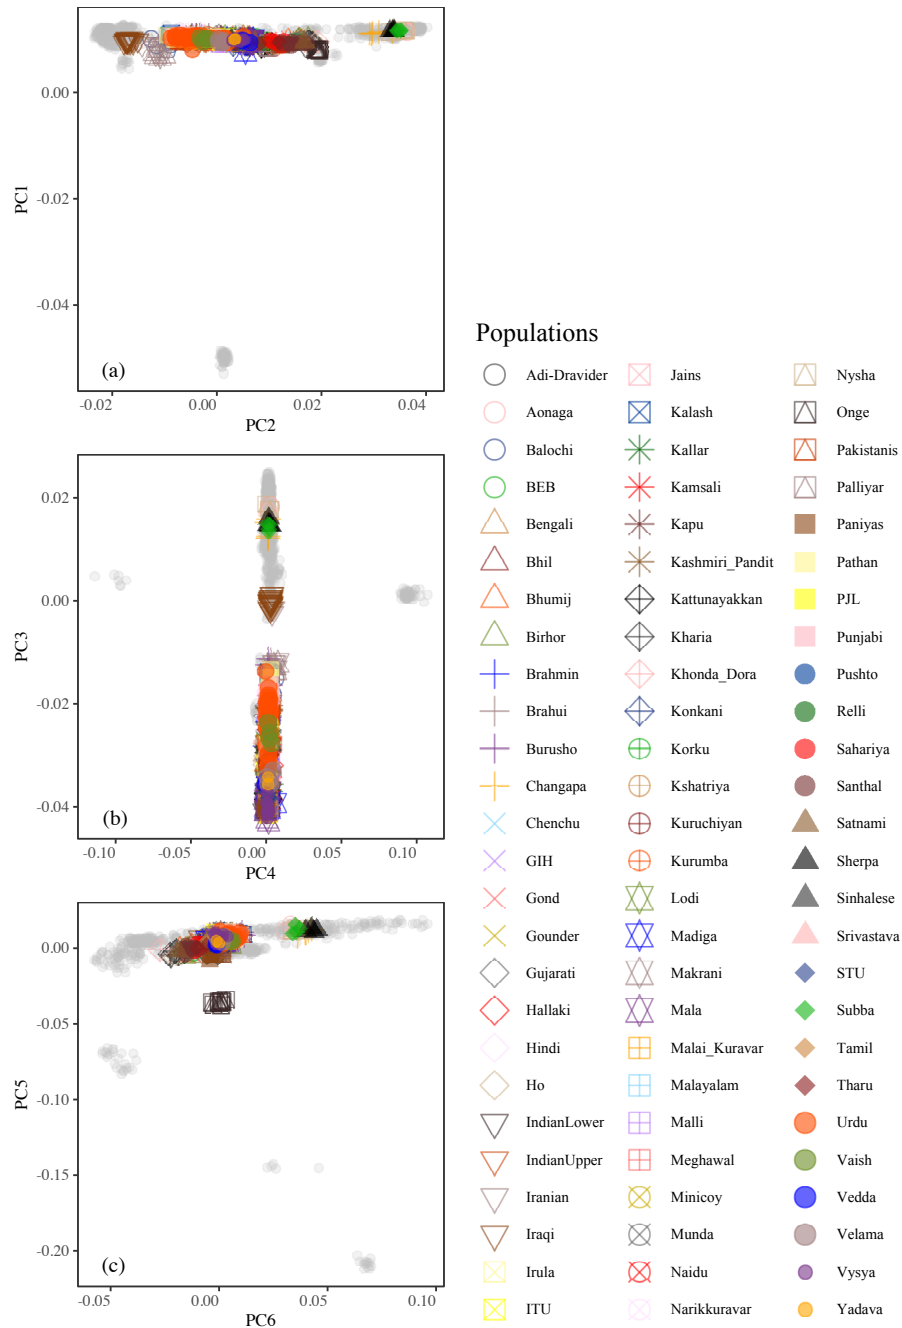 0.00
-0.02
-0.04
PC1
(a)
-0.02 0.00 0.02 0.04
PC2
0.02
0.00
-0.02
-0.04
PC3
(b)
-0.10 -0.05 0.00 0.05 0.10
PC4
0.00
-0.05
-0.10
-0.15
-0.20
PC5
(c)
-0.05 0.00 0.05 0.10
PC6
Populations
Adi-Dravider Jains Nysha
Aonaga Kalash Onge
Balochi Kallar Pakistanis
BEB Kamsali Palliyar
Bengali Kapu Paniyas
Bhil Kashmiri_Pandit Pathan
Bhumij Kattunayakkan PJL
Birhor Kharia Punjabi
Brahmin Khonda_Dora Pushto
Brahui Konkani Relli
Burusho Korku Sahariya
Changapa Kshatriya Santhal
Chenchu Kuruchiyan Satnami
GIH Kurumba Sherpa
Gond Lodi Sinhalese
Gounder Madiga Srivastava
Gujarati Makrani STU
Hallaki Mala Subba
Hindi Malai_Kuravar Tamil
Ho Malayalam Tharu
IndianLower Malli Urdu
IndianUpper Meghawal Vaish
Iranian Minicoy Vedda
Iraqi Munda Velama
Irula Naidu Vysya
ITU Narikkuravar Yadava